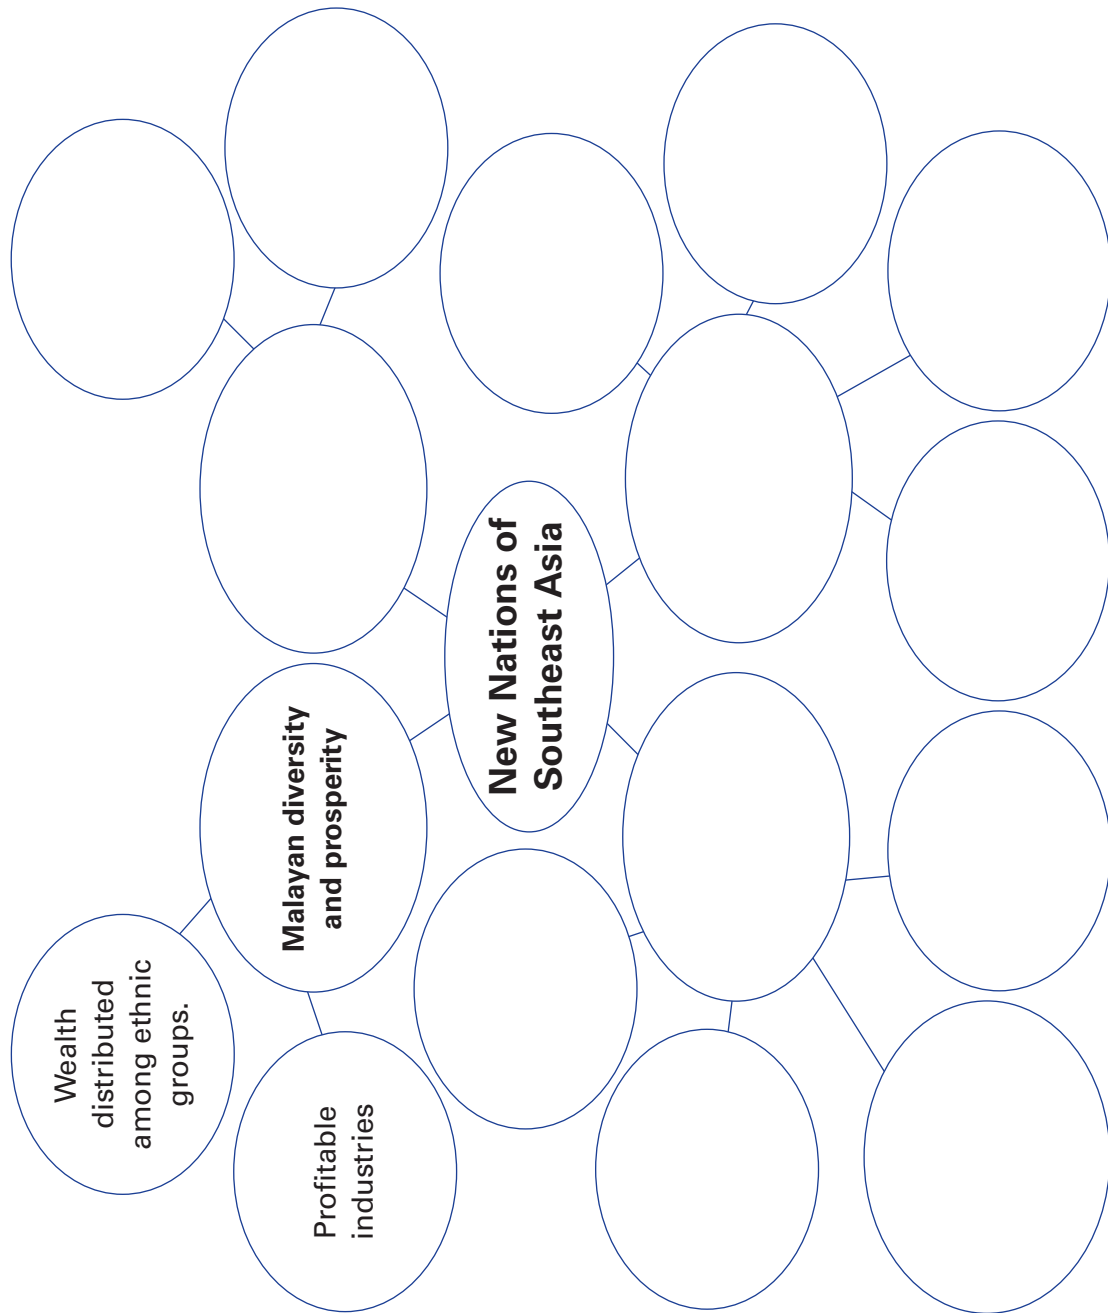 Wealth
distributed
among ethnic
groups.
Profitable
industries
Malayan diversity
and prosperity
New Nations of
Southeast Asia